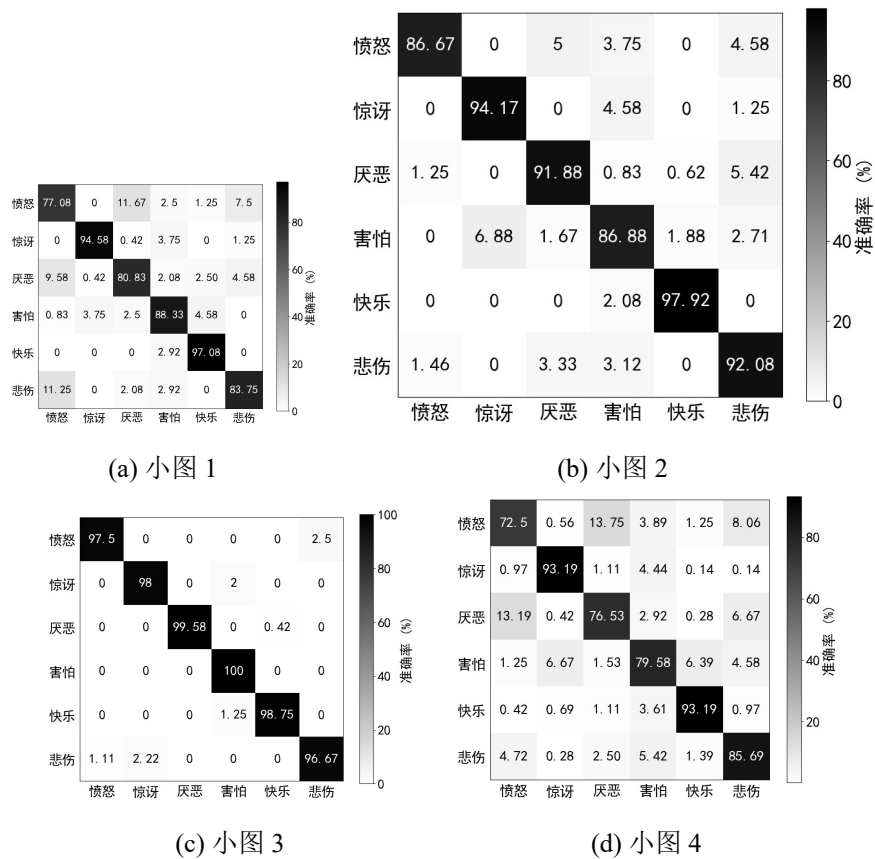 愤怒 77.08 0 11.67 2.5 1.25 7.5
惊讶 0 94.58 0.42 3.75 0 1.25
厌恶 9.58 0.42 80.83 2.08 2.50 4.58
害怕 0.83 3.75 2.5 88.33 4.58 0
快乐 0 0 0 2.92 97.08 0
悲伤 11.25 0 2.08 2.92 0 83.75
愤怒 惊讶 厌恶 害怕 快乐 悲伤
80
60
40
20
0
准确率 (%)
(a) 小图 1
愤怒 86.67 0 5 3.75 0 4.58
惊讶 0 94.17 0 4.58 0 1.25
厌恶 1.25 0 91.88 0.83 0.62 5.42
害怕 0 6.88 1.67 86.88 1.88 2.71
快乐 0 0 0 2.08 97.92 0
悲伤 1.46 0 3.33 3.12 0 92.08
愤怒 惊讶 厌恶 害怕 快乐 悲伤
80
60
40
20
0
准确率 (%)
(b) 小图 2
愤怒 97.5 0 0 0 0 2.5
惊讶 0 98 0 2 0 0
厌恶 0 0 99.58 0 0.42 0
害怕 0 0 0 100 0 0
快乐 0 0 0 1.25 98.75 0
悲伤 1.11 2.22 0 0 0 96.67
愤怒 惊讶 厌恶 害怕 快乐 悲伤
100
80
60
40
20
0
准确率 (%)
(c) 小图 3
愤怒 72.5 0.56 13.75 3.89 1.25 8.06
惊讶 0.97 93.19 1.11 4.44 0.14 0.14
厌恶 13.19 0.42 76.53 2.92 0.28 6.67
害怕 1.25 6.67 1.53 79.58 6.39 4.58
快乐 0.42 0.69 1.11 3.61 93.19 0.97
悲伤 4.72 0.28 2.50 5.42 1.39 85.69
愤怒 惊讶 厌恶 害怕 快乐 悲伤
80
60
40
20
准确率 (%)
(d) 小图 4